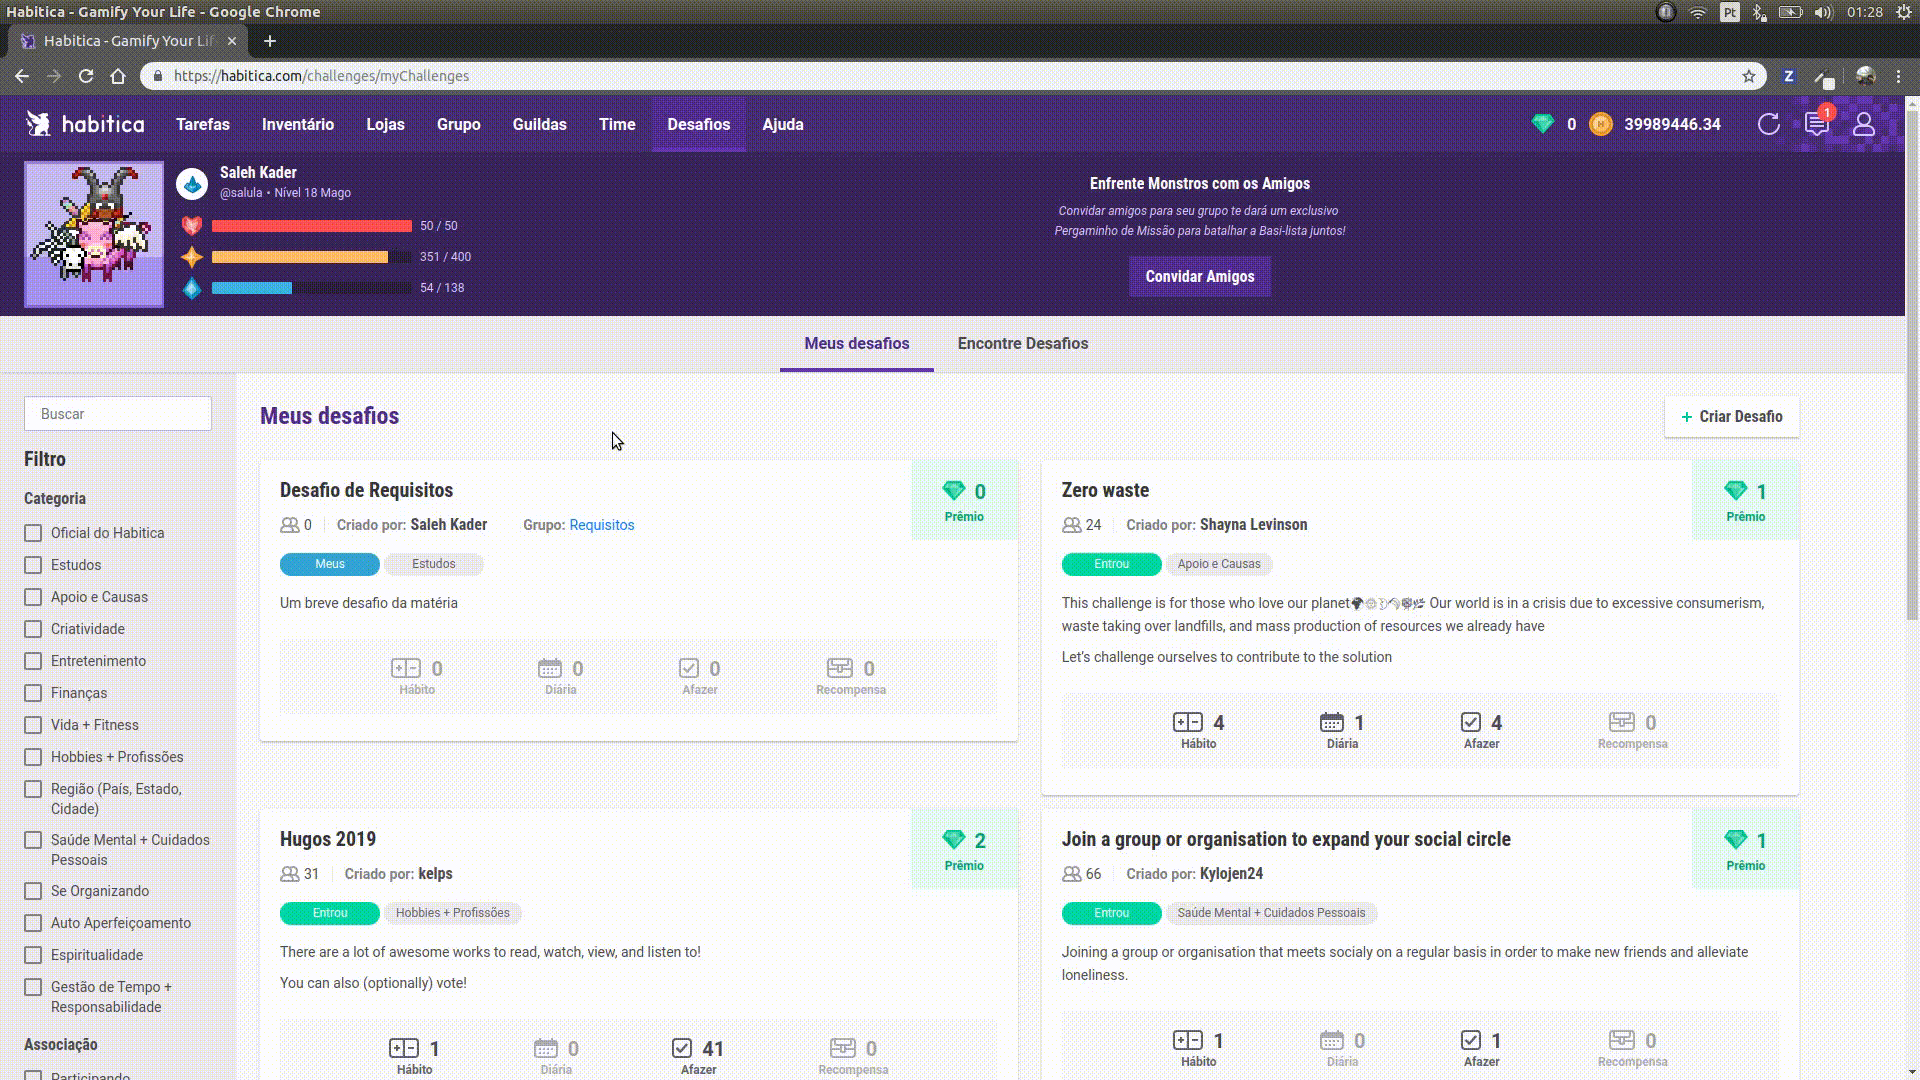 Habitica - Gamify Your Life - Google Chrome
Pt
01:28
Habitica - Gamify Your Lif
https://habitica.com/challenges/myChallenges
Z
habitica
Tarefas
Inventário
Lojas
Grupo
Guildas
Time
Desafios
Ajuda
0
39989446.34
1
Saleh Kader
@salula • Nível 18 Mago
50 / 50
351 / 400
54 / 138
Enfrente Monstros com os Amigos
Convidar amigos para seu grupo te dará um exclusivo
Pergaminho de Missão para batalhar a Basi-lista juntos!
Convidar Amigos
Meus desafios
Encontre Desafios
Buscar
Filtro
Categoria
Oficial do Habitica
Estudos
Apoio e Causas
Criatividade
Entretenimento
Finanças
Vida + Fitness
Hobbies + Profissões
Região (País, Estado,
Cidade)
Saúde Mental + Cuidados
Pessoais
Se Organizando
Auto Aperfeiçoamento
Espiritualidade
Gestão de Tempo +
Responsabilidade
Associação
Participando
Meus desafios
+ Criar Desafio
Desafio de Requisitos
0
Prêmio
0 Criado por: Saleh Kader Grupo: Requisitos
Meus
Estudos
Um breve desafio da matéria
0
Hábito
0
Diária
0
Afazer
0
Recompensa
Zero waste
1
Prêmio
24 Criado por: Shayna Levinson
Entrou
Apoio e Causas
This challenge is for those who love our planet Our world is in a crisis due to excessive consumerism,
waste taking over landfills, and mass production of resources we already have
Let's challenge ourselves to contribute to the solution
4
Hábito
1
Diária
4
Afazer
0
Recompensa
Hugos 2019
2
Prêmio
31 Criado por: kelps
Entrou
Hobbies + Profissões
There are a lot of awesome works to read, watch, view, and listen to!
You can also (optionally) vote!
1
Hábito
0
Diária
41
Afazer
0
Recompensa
Join a group or organisation to expand your social circle
1
Prêmio
66 Criado por: Kylojen24
Entrou
Saúde Mental + Cuidados Pessoais
Joining a group or organisation that meets socialy on a regular basis in order to make new friends and alleviate
loneliness.
1
Hábito
0
Diária
1
Afazer
0
Recompensa